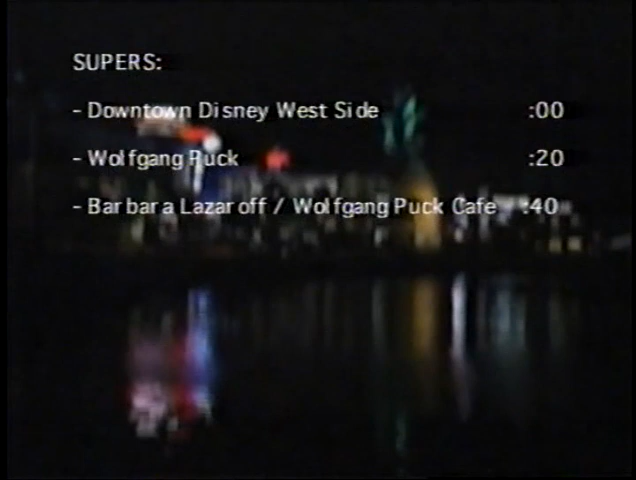 SUPERS:
- Downtown Disney West Side :00
- Wolfgang Puck :20
- Barbara Lazaroff / Wolfgang Puck Cafe :40